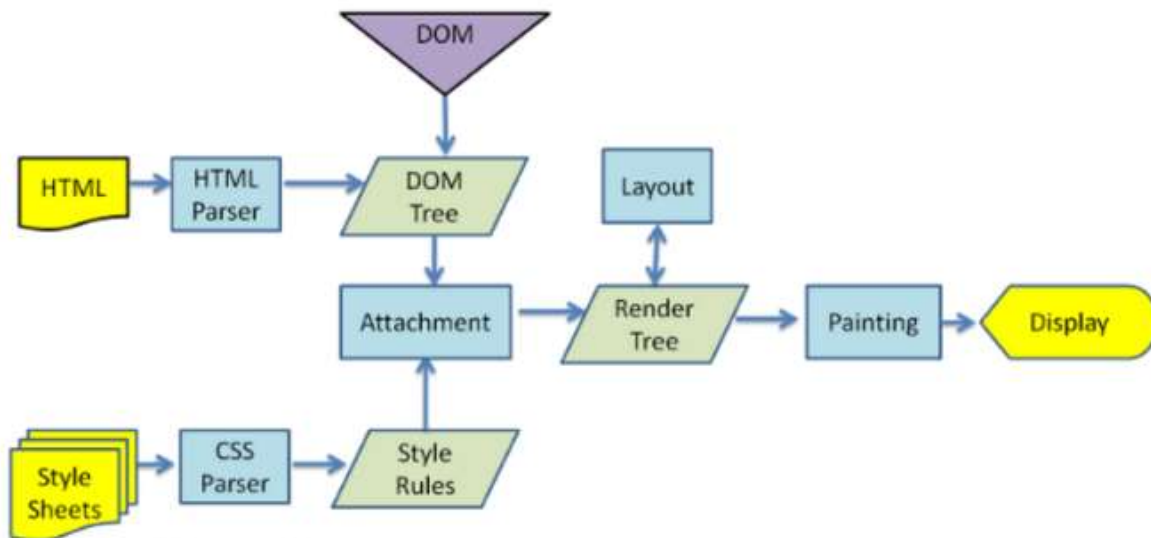 DOM
HTML
HTML
Parser
DOM
Tree
Layout
Attachment
Render
Tree
Painting
Display
Style
Sheets
CSS
Parser
Style
Rules